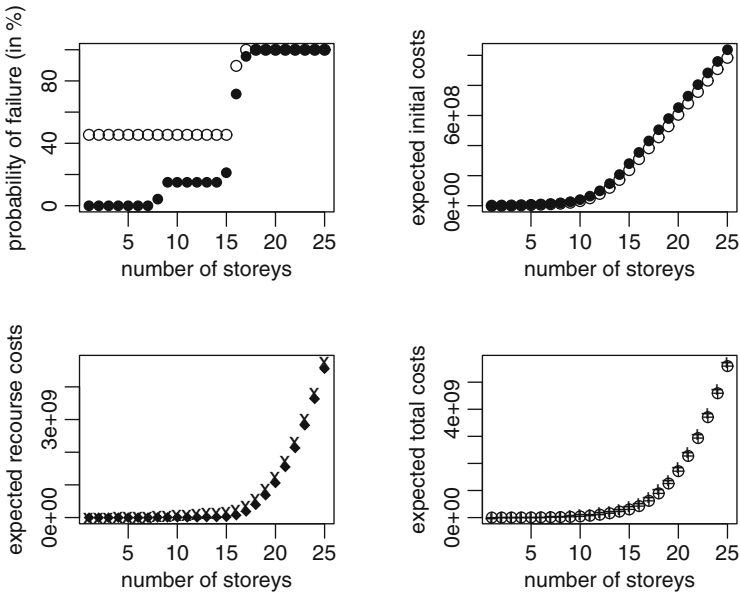 probability of failure (in %)
0 40 80
5 10 15 20 25
number of storeys
expected initial costs
0e+00 6e+08
5 10 15 20 25
number of storeys
expected recourse costs
0e+00 3e+09
5 10 15 20 25
number of storeys
expected total costs
0e+00 4e+09
5 10 15 20 25
number of storeys